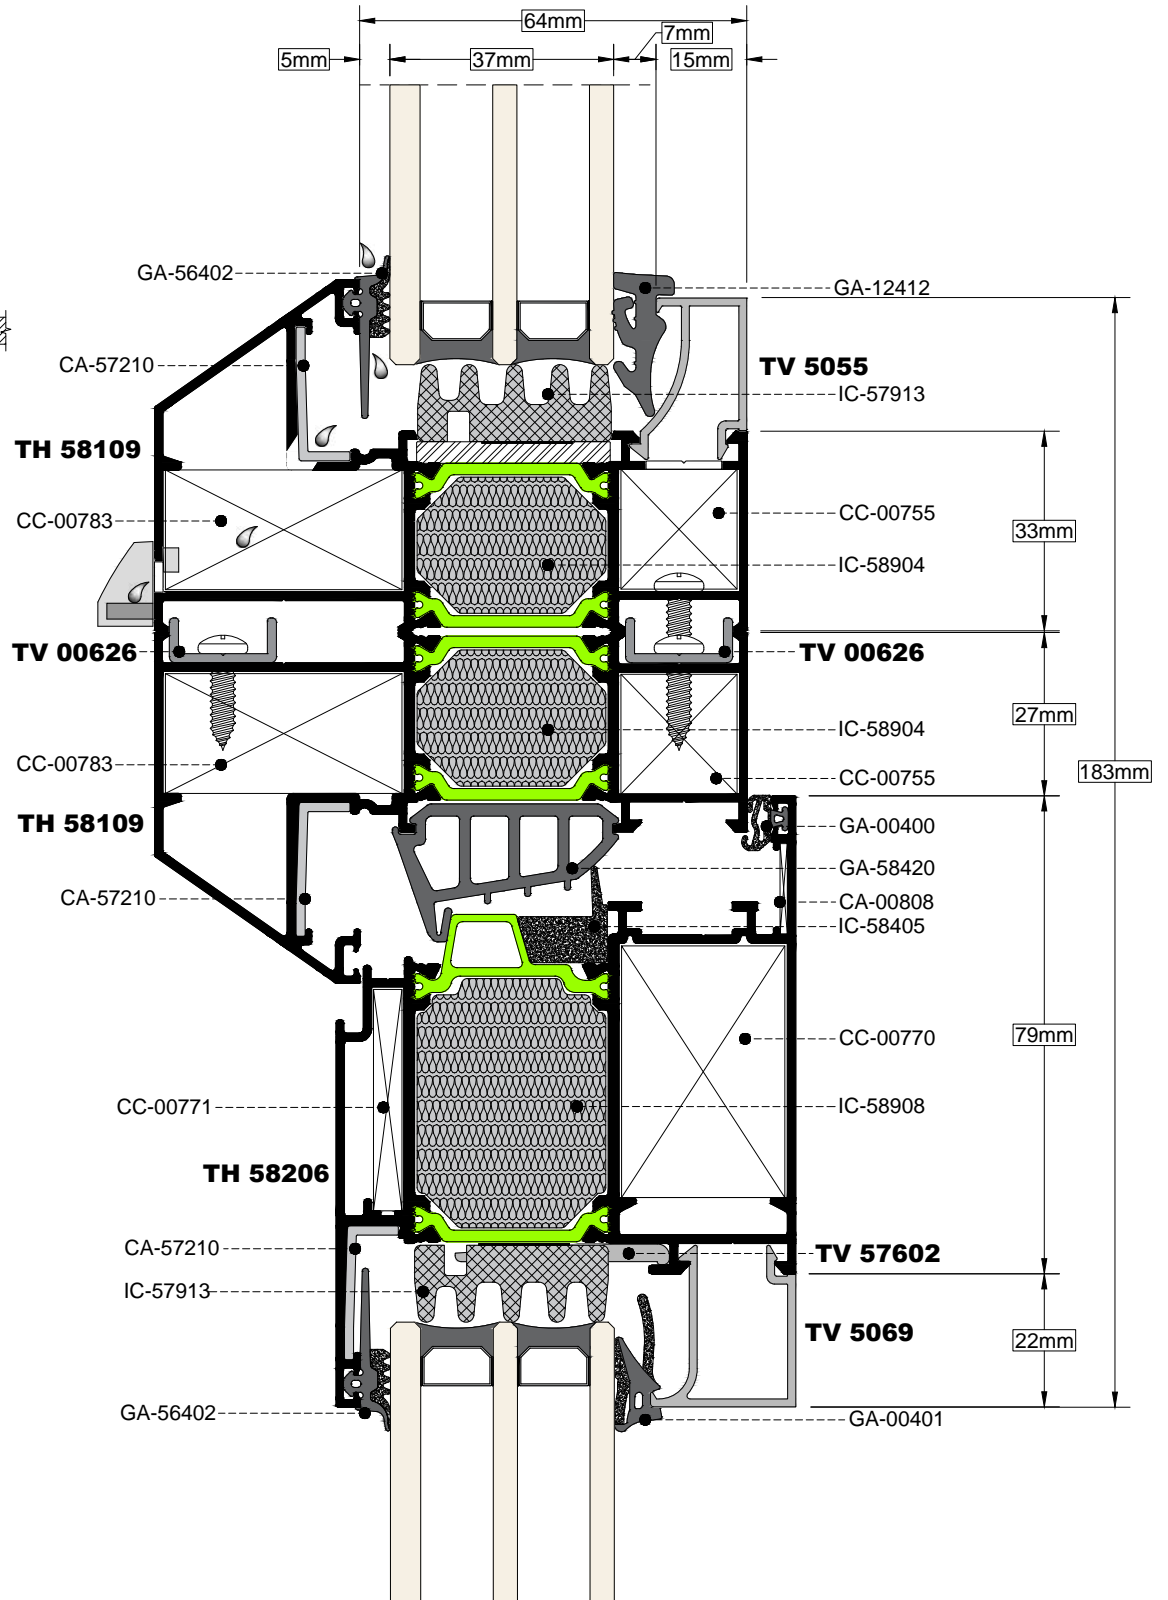 64mm
7mm
5mm
37mm
15mm
GA-56402
GA-12412
CA-57210
TV 5055
IC-57913
TH 58109
CC-00783
CC-00755
33mm
IC-58904
TV 00626
TV 00626
27mm
IC-58904
CC-00783
CC-00755
183mm
TH 58109
GA-00400
GA-58420
CA-57210
CA-00808
IC-58405
79mm
CC-00770
CC-00771
IC-58908
TH 58206
CA-57210
TV 57602
IC-57913
TV 5069
22mm
GA-56402
GA-00401